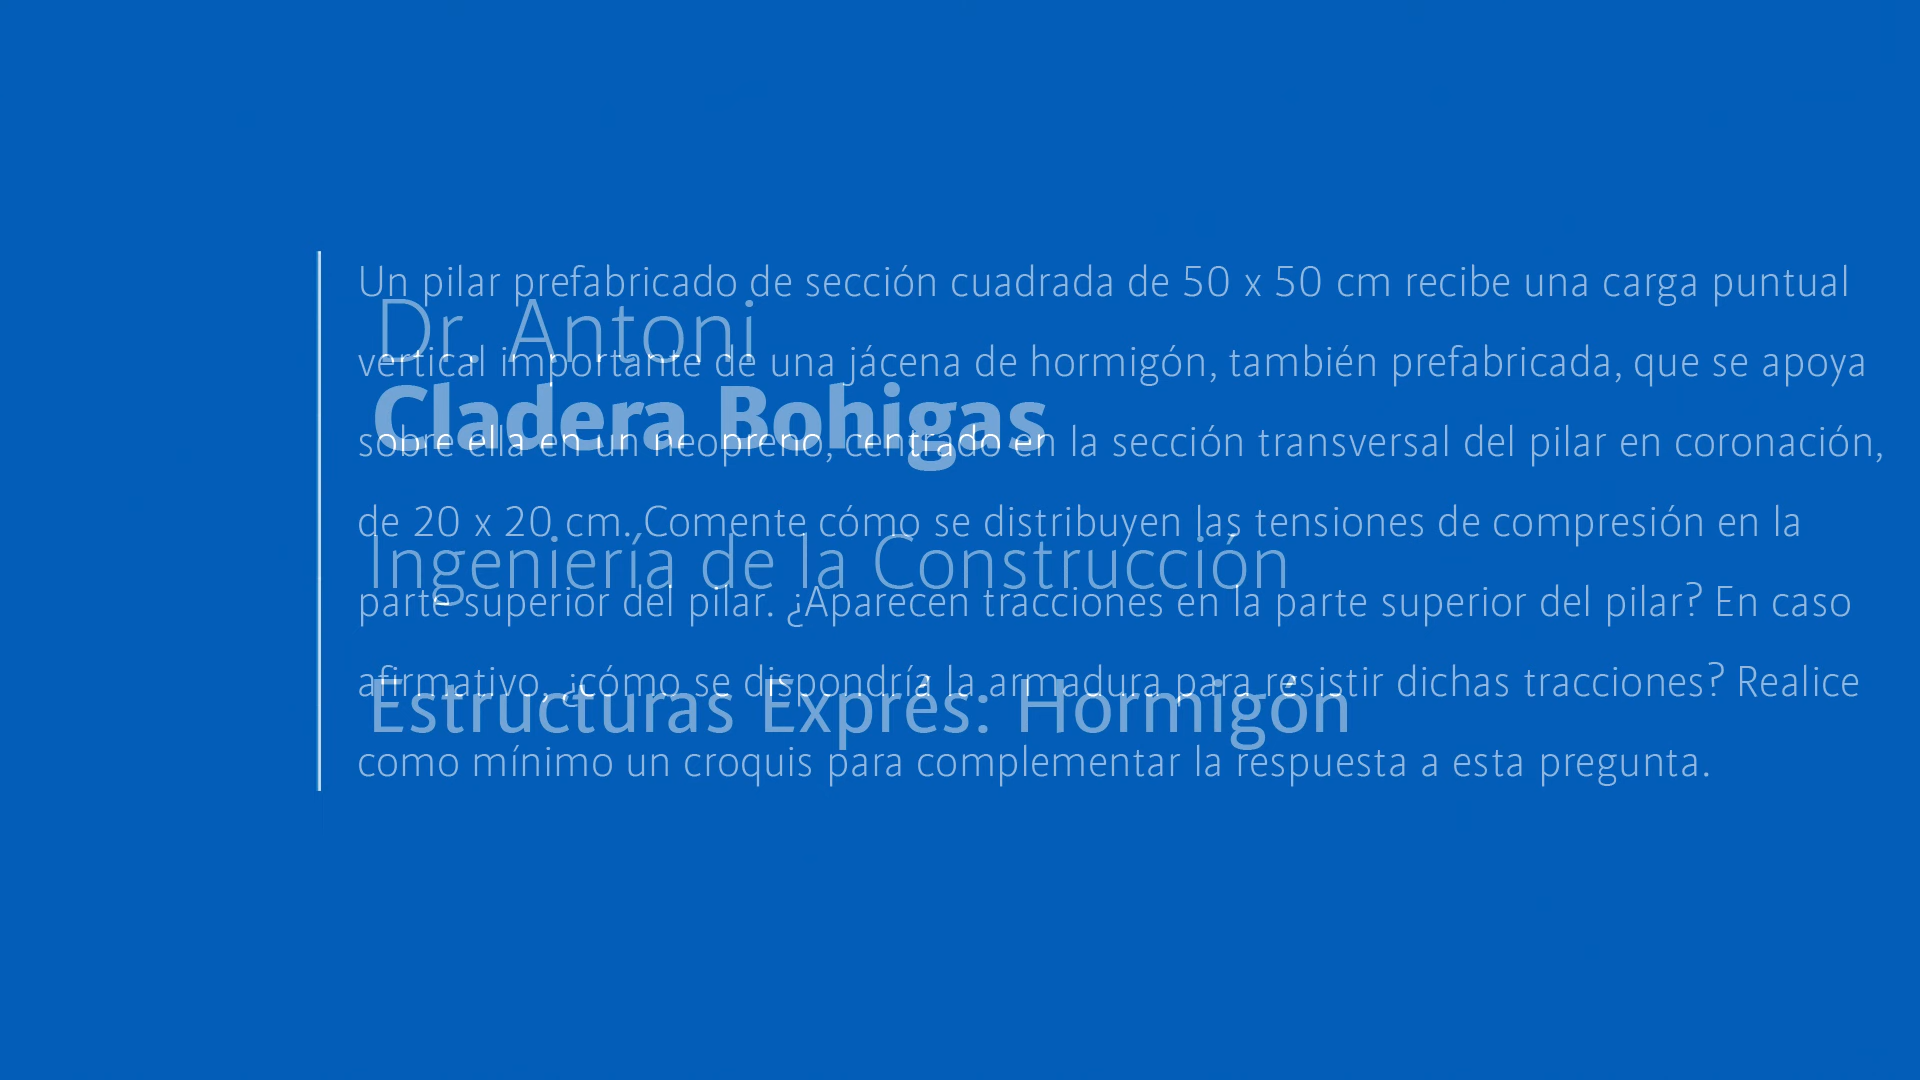 Un pilar prefabricado de sección cuadrada de 50 x 50 cm recibe una carga puntual
vertical importante de una jácena de hormigón, también prefabricada, que se apoya
sobre ella en un neopreno, centrado en la sección transversal del pilar en coronación,
de 20 x 20 cm. Comente cómo se distribuyen las tensiones de compresión en la
parte superior del pilar. ¿Aparecen tracciones en la parte superior del pilar? En caso
afirmativo, ¿cómo se dispondría la armadura para resistir dichas tracciones? Realice
como mínimo un croquis para complementar la respuesta a esta pregunta.
Dr. Antoni
Cladera Bohigas
Ingeniería de la Construcción
Estructuras Exprés: Hormigón